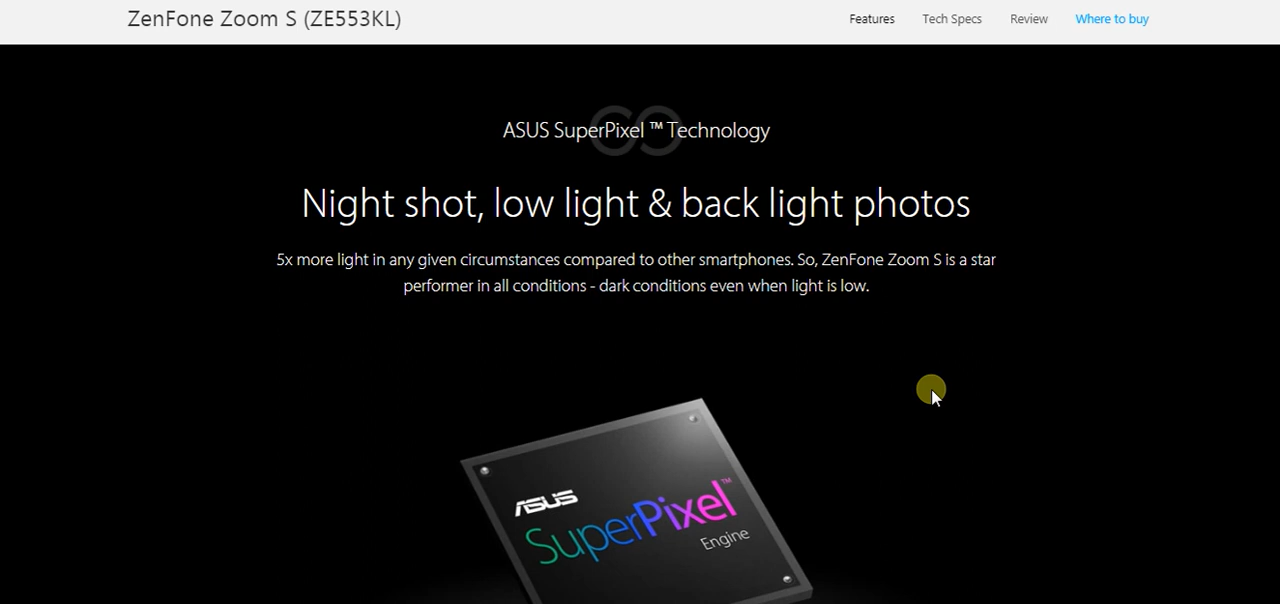 ZenFone Zoom S (ZE553KL)
Features Tech Specs Review Where to buy
ASUS SuperPixel ™ Technology
Night shot, low light & back light photos
5x more light in any given circumstances compared to other smartphones. So, ZenFone Zoom S is a star
performer in all conditions - dark conditions even when light is low.
ASUS
SuperPixel™
Engine